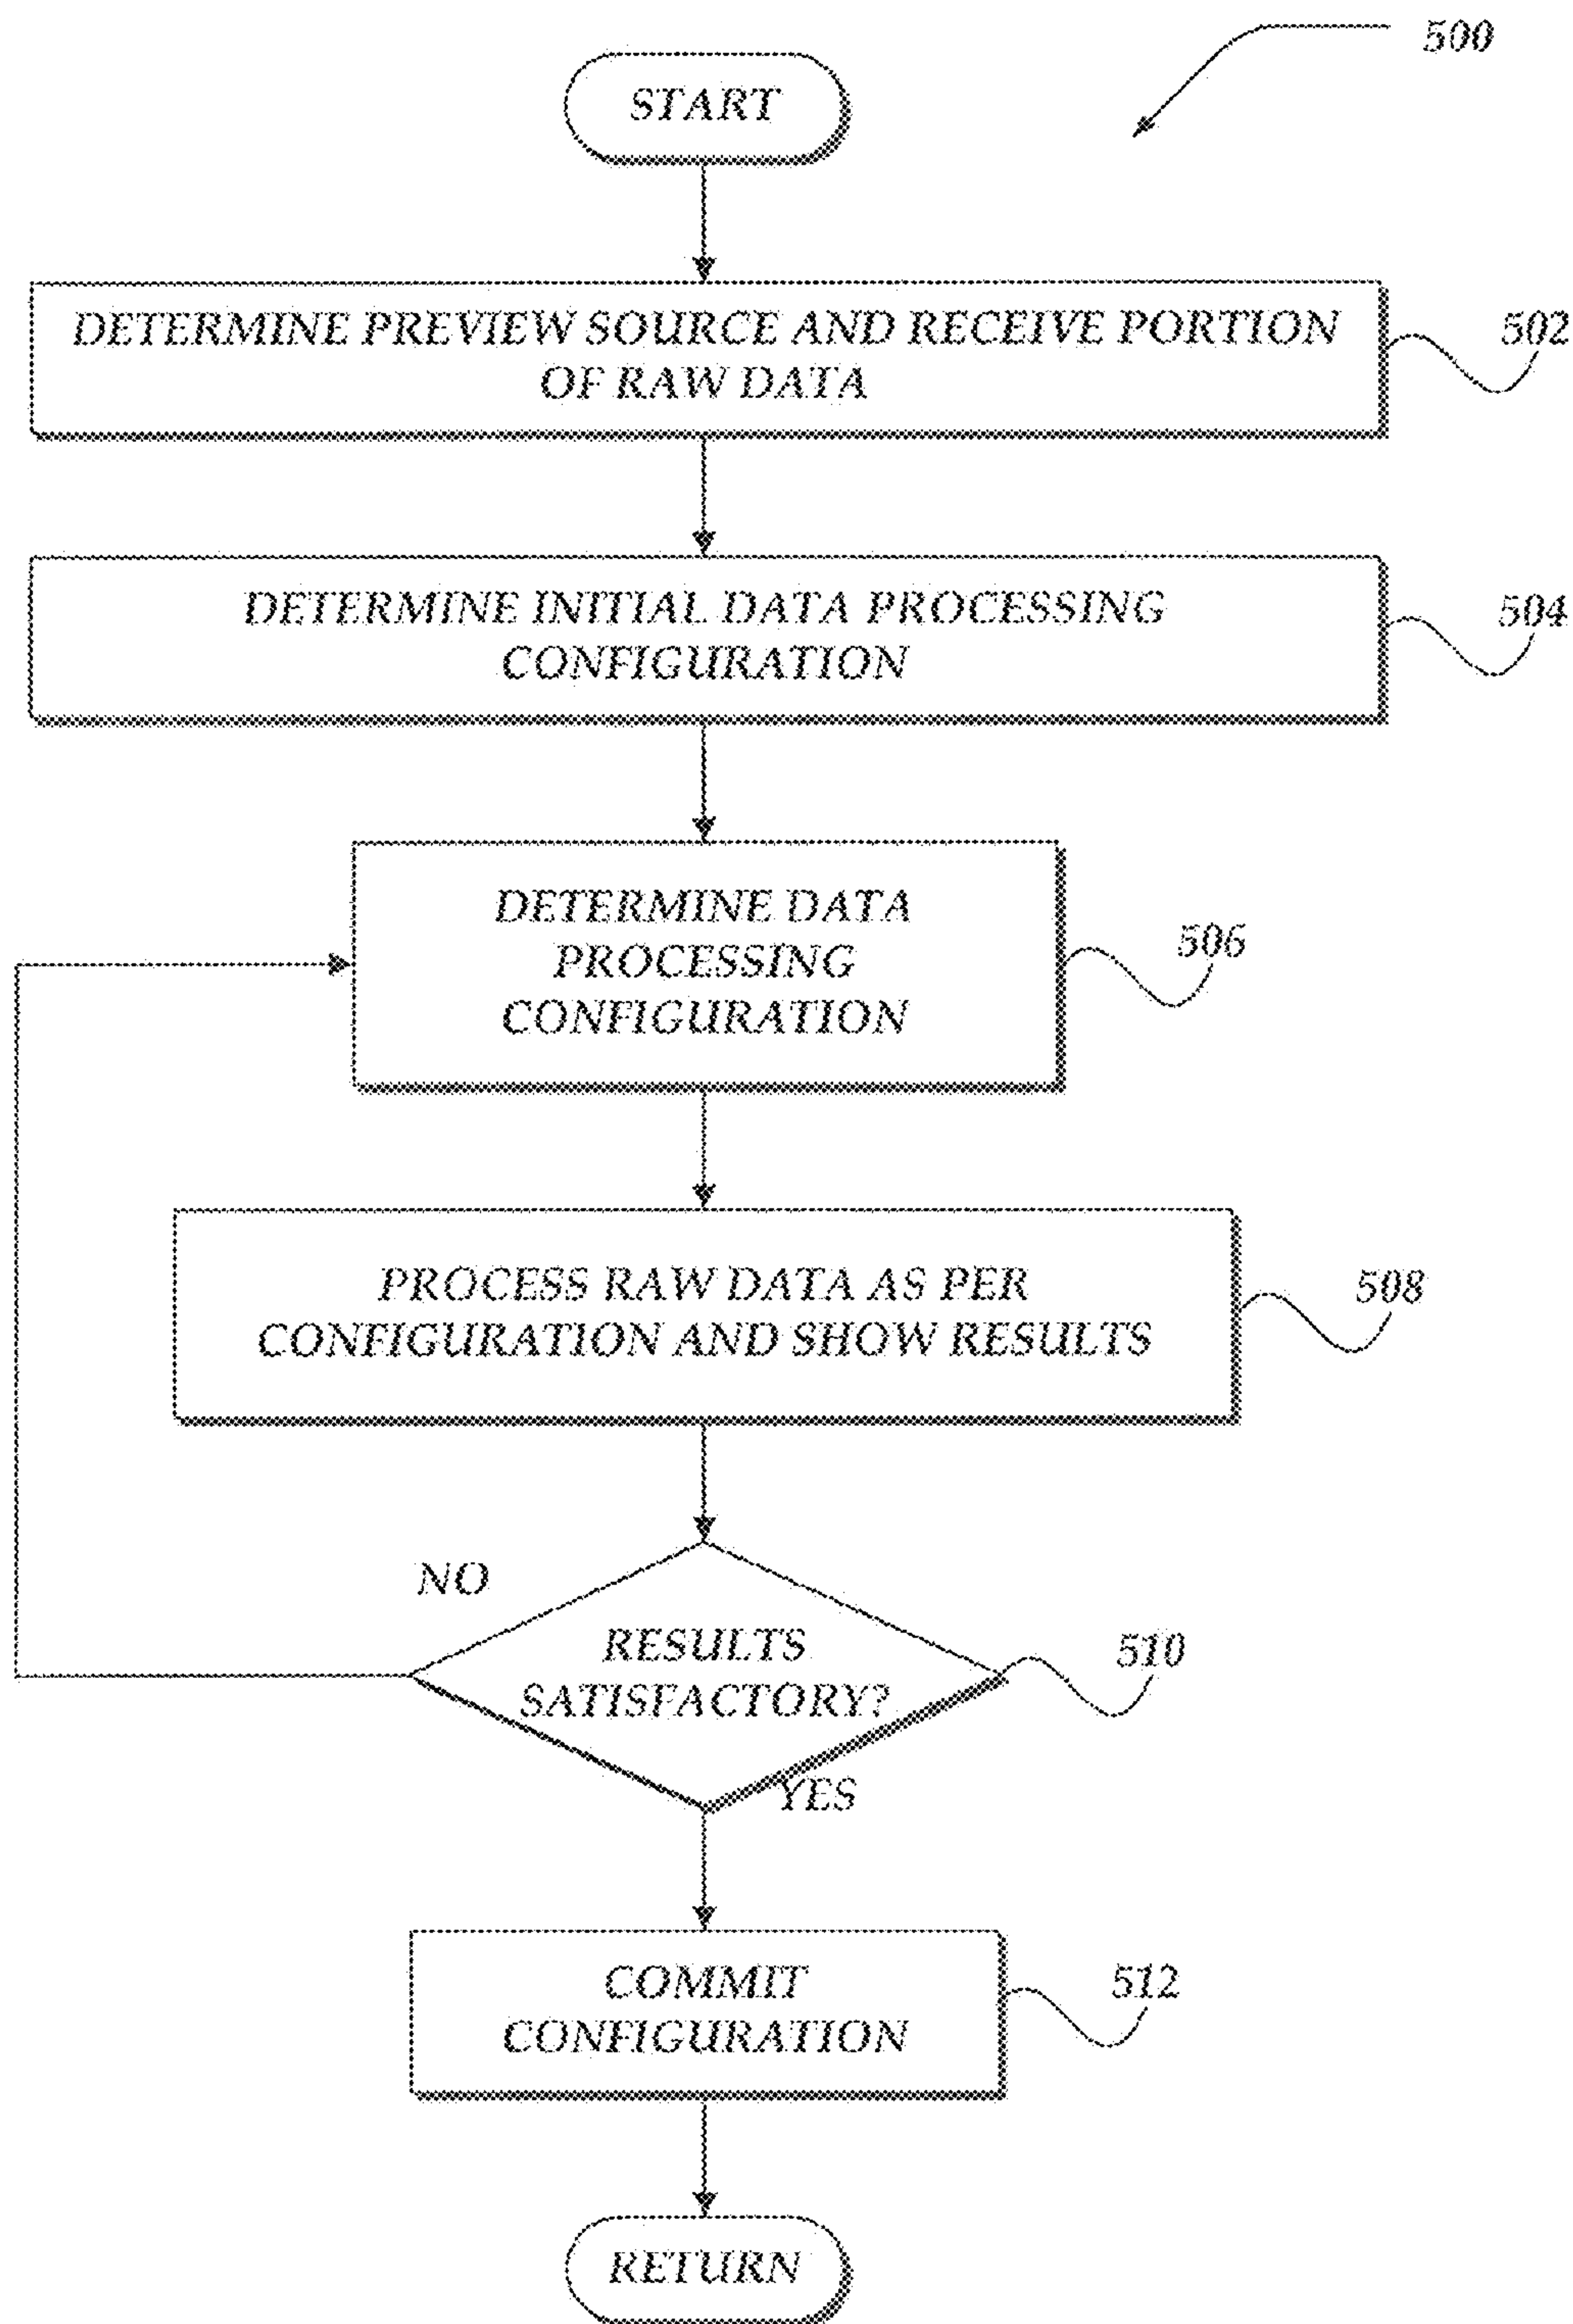 500
START
DETERMINE PREVIEW SOURCE AND RECEIVE PORTION
OF RAW DATA
502
DETERMINE INITIAL DATA PROCESSING
CONFIGURATION
504
DETERMINE DATA
PROCESSING
CONFIGURATION
506
PROCESS RAW DATA AS PER
CONFIGURATION AND SHOW RESULTS
508
NO
RESULTS
SATISFACTORY?
510
YES
COMMIT
CONFIGURATION
512
RETURN